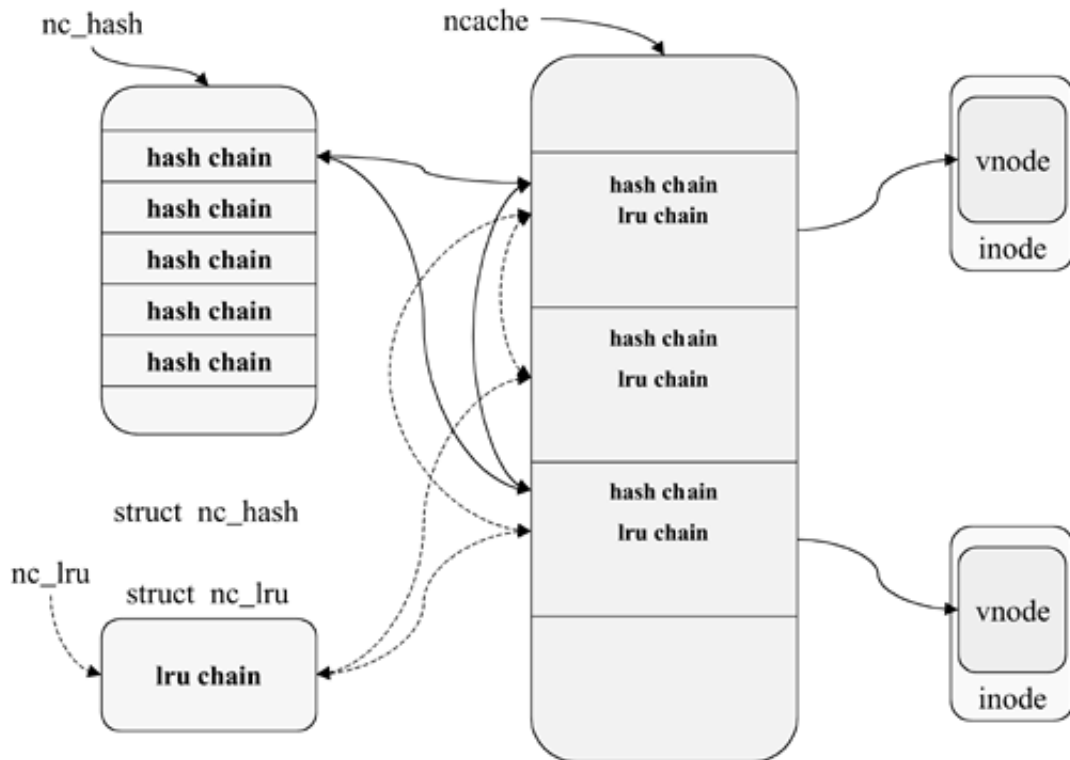 nc_hash
ncache
hash chain
hash chain
hash chain
hash chain
hash chain
hash chain
lru chain
hash chain
lru chain
hash chain
lru chain
vnode
inode
struct nc_hash
nc_lru
struct nc_lru
lru chain
vnode
inode